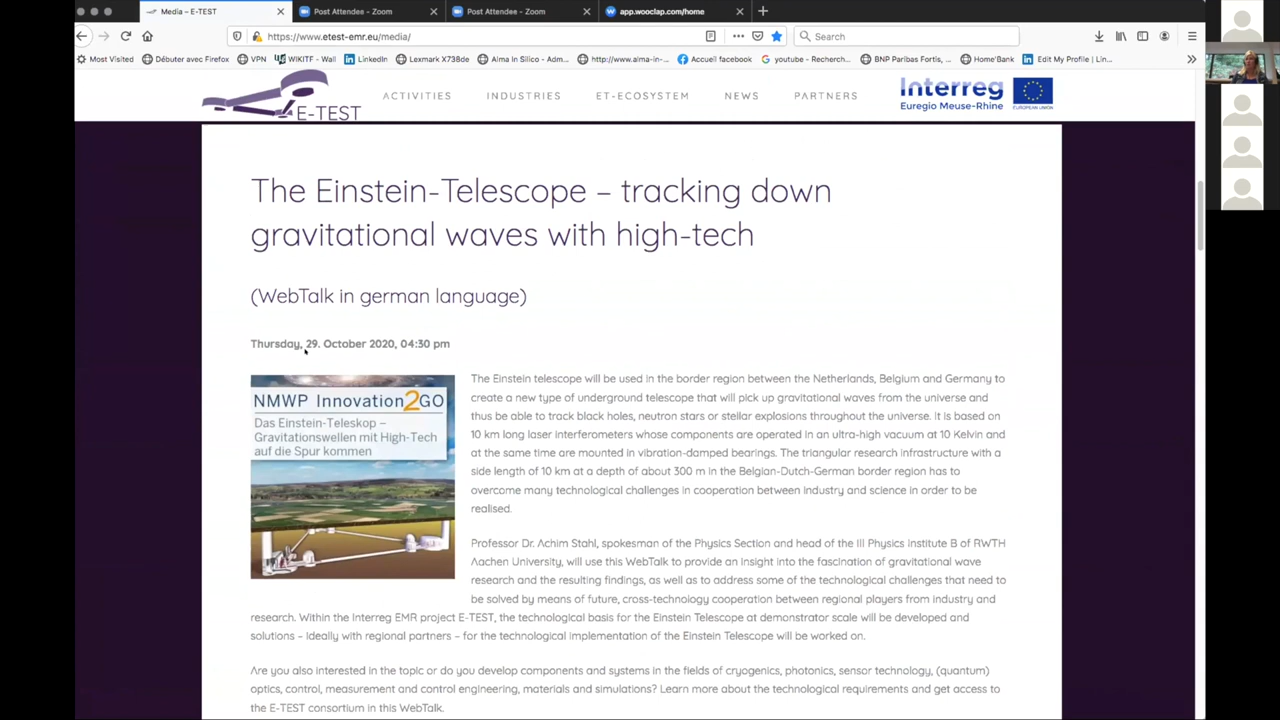 Media – E-TEST
Post Attendee - Zoom
Post Attendee - Zoom
app.wooclap.com/home
https://www.etest-emr.eu/media/
Search
Most Visited
Débuter avec Firefox
VPN
WIKITF - Wall
LinkedIn
Lexmark X738de
Alma In Silico - Adm...
http://www.alma-in-...
Accueil facebook
youtube - Recherch...
BNP Paribas Fortis, ...
Home'Bank
Edit My Profile | Lin...
E-TEST
ACTIVITIES
INDUSTRIES
ET-ECOSYSTEM
NEWS
PARTNERS
Interreg
Euregio Meuse-Rhine
EUROPEAN UNION
The Einstein-Telescope – tracking down
gravitational waves with high-tech
(WebTalk in german language)
Thursday, 29. October 2020, 04:30 pm
NMWP Innovation2GO
Das Einstein-Teleskop –
Gravitationswellen mit High-Tech
auf die Spur kommen
The Einstein telescope will be used in the border region between the Netherlands, Belgium and Germany to
create a new type of underground telescope that will pick up gravitational waves from the universe and
thus be able to track black holes, neutron stars or stellar explosions throughout the universe. It is based on
10 km long laser interferometers whose components are operated in an ultra-high vacuum at 10 Kelvin and
at the same time are mounted in vibration-damped bearings. The triangular research infrastructure with a
side length of 10 km at a depth of about 300 m in the Belgian-Dutch-German border region has to
overcome many technological challenges in cooperation between industry and science in order to be
realised.
Professor Dr. Achim Stahl, spokesman of the Physics Section and head of the III Physics Institute B of RWTH
Aachen University, will use this WebTalk to provide an insight into the fascination of gravitational wave
research and the resulting findings, as well as to address some of the technological challenges that need to
be solved by means of future, cross-technology cooperation between regional players from industry and
research. Within the Interreg EMR project E-TEST, the technological basis for the Einstein Telescope at demonstrator scale will be developed and
solutions – ideally with regional partners – for the technological implementation of the Einstein Telescope will be worked on.
Are you also interested in the topic or do you develop components and systems in the fields of cryogenics, photonics, sensor technology, (quantum)
optics, control, measurement and control engineering, materials and simulations? Learn more about the technological requirements and get access to
the E-TEST consortium in this WebTalk.